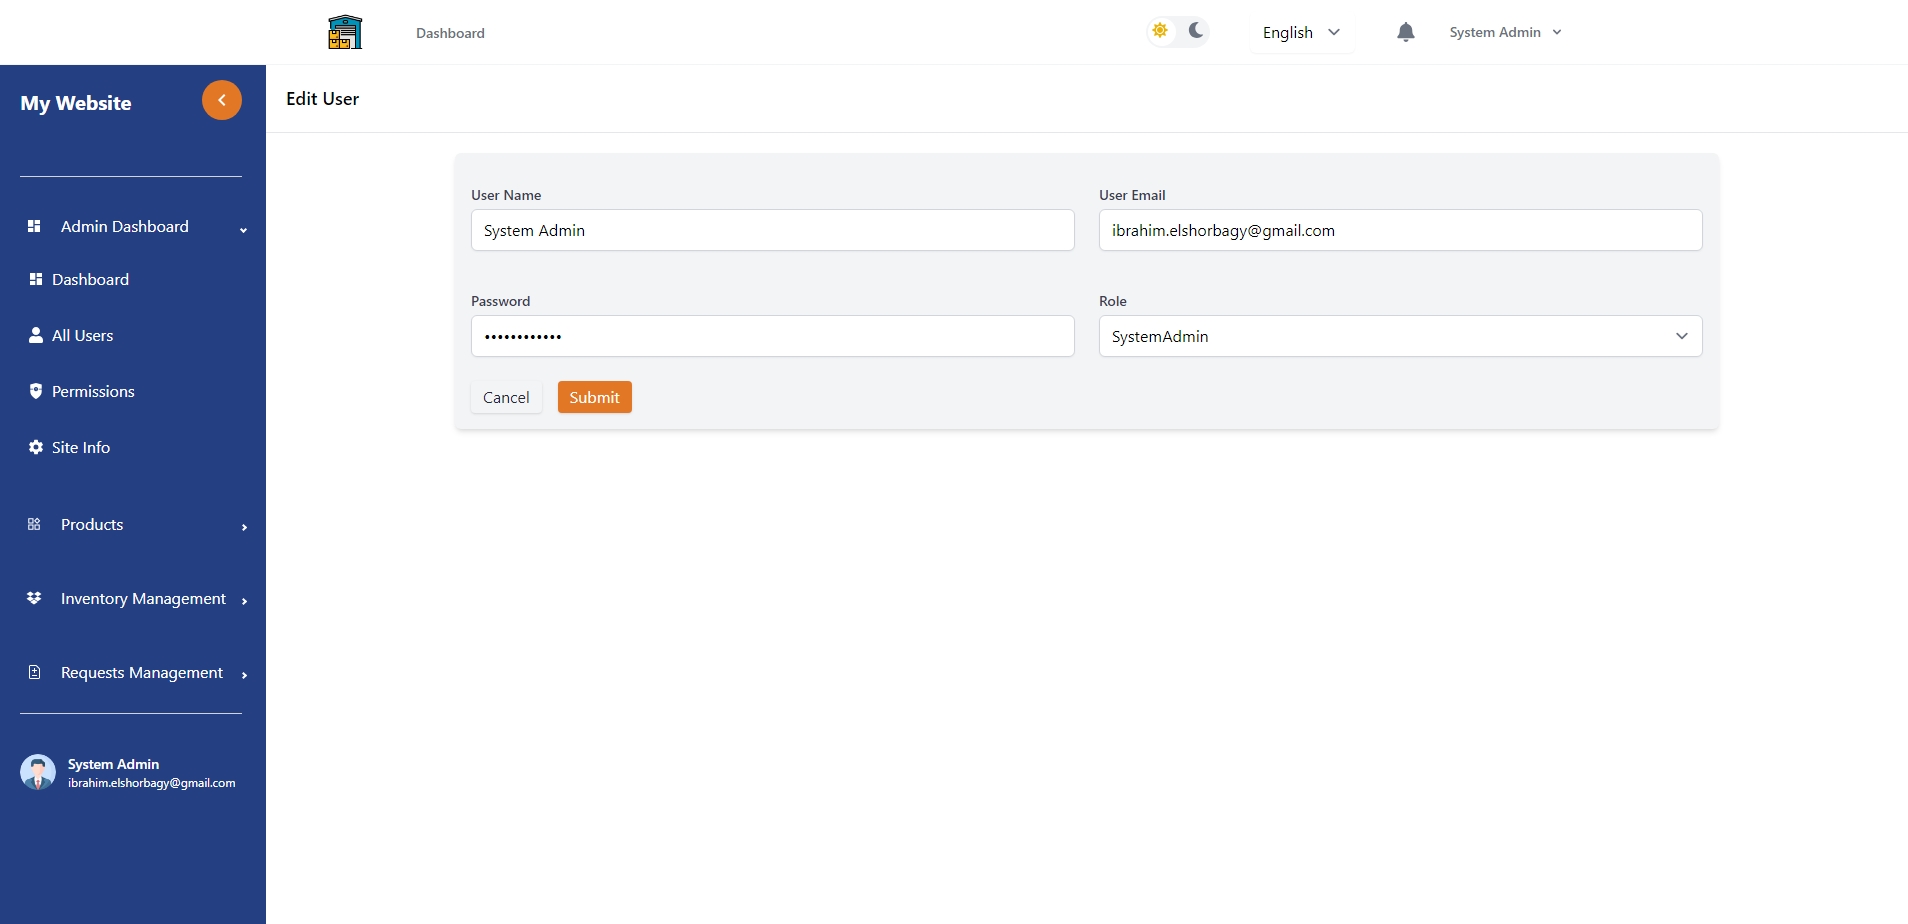 Dashboard
English
System Admin
My Website
Edit User
Admin Dashboard
Dashboard
All Users
Permissions
Site Info
Products
Inventory Management
Requests Management
System Admin
ibrahim.elshorbagy@gmail.com
User Name
System Admin
User Email
ibrahim.elshorbagy@gmail.com
Password
••••••••••••
Role
SystemAdmin
Cancel
Submit